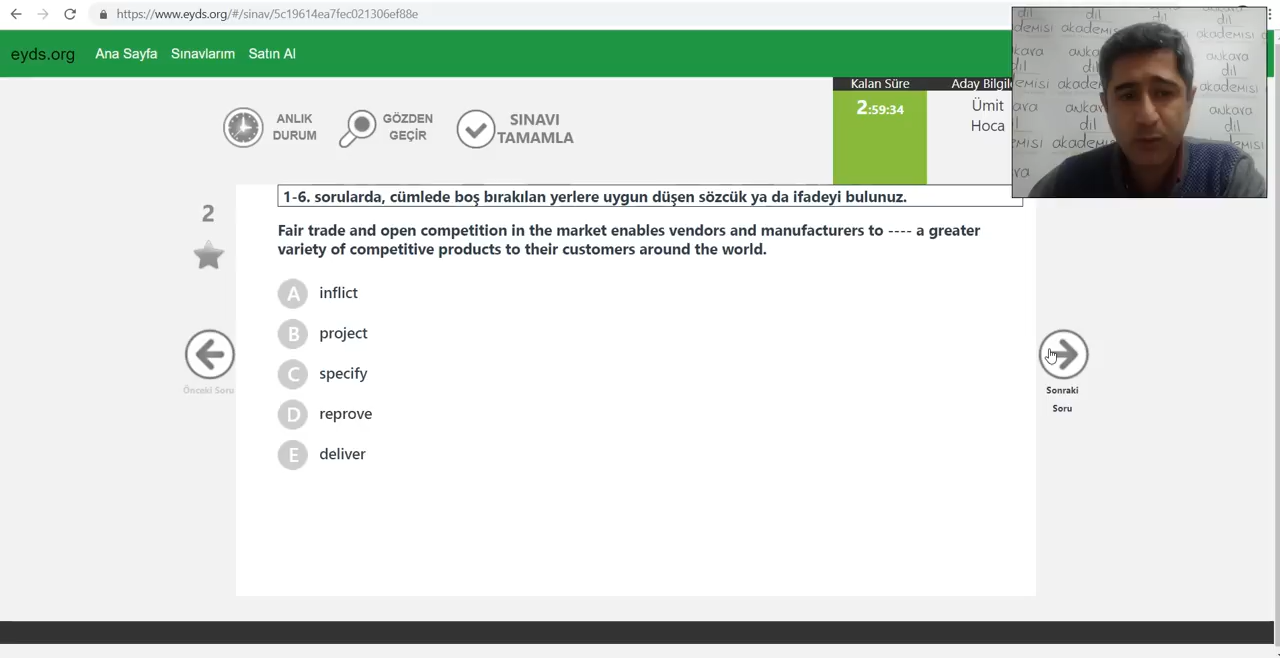 https://www.eyds.org/#/sinav/5c19614ea7fec021306ef88e
eyds.org Ana Sayfa Sınavlarım Satın Al
Kalan Süre Aday Bilgil
2:59:34
Ümit
Hoca
ANLIK
DURUM
GÖZDEN
GEÇİR
SINAVI
TAMAMLA
2
1-6. sorularda, cümlede boş bırakılan yerlere uygun düşen sözcük ya da ifadeyi bulunuz.
Fair trade and open competition in the market enables vendors and manufacturers to ---- a greater
variety of competitive products to their customers around the world.
A inflict
B project
C specify
D reprove
E deliver
Önceki Soru
Sonraki
Soru
ankara
dil
akademisi